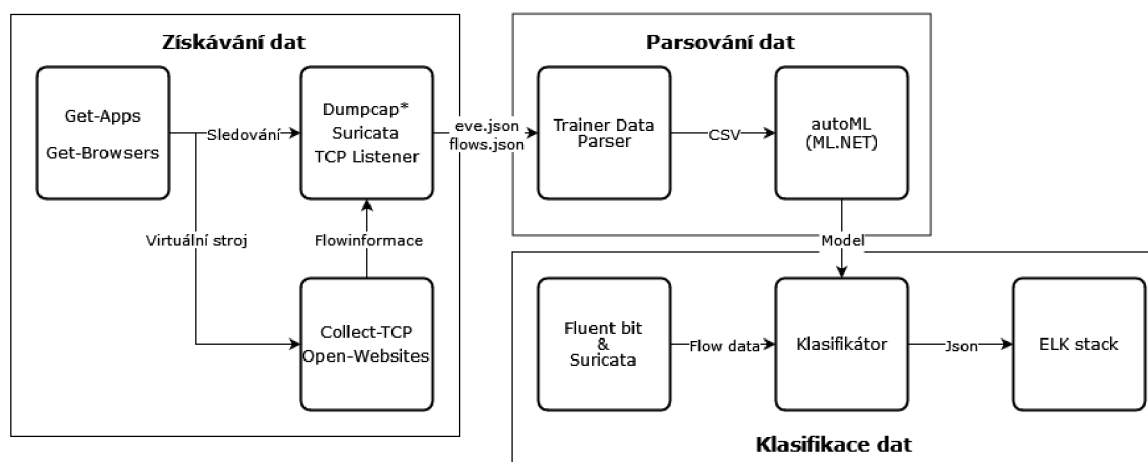 Získávání dat
Get-Apps
Get-Browsers
Sledování
Dumpcap*
Suricata
TCP Listener
Virtuální stroj
Flowinformace
Collect-TCP
Open-Websites
eve.json
flows.json
Parsování dat
Trainer Data
Parser
CSV
autoML
(ML.NET)
Model
Fluent bit
&
Suricata
Flow data
Klasifikátor
Json
ELK stack
Klasifikace dat